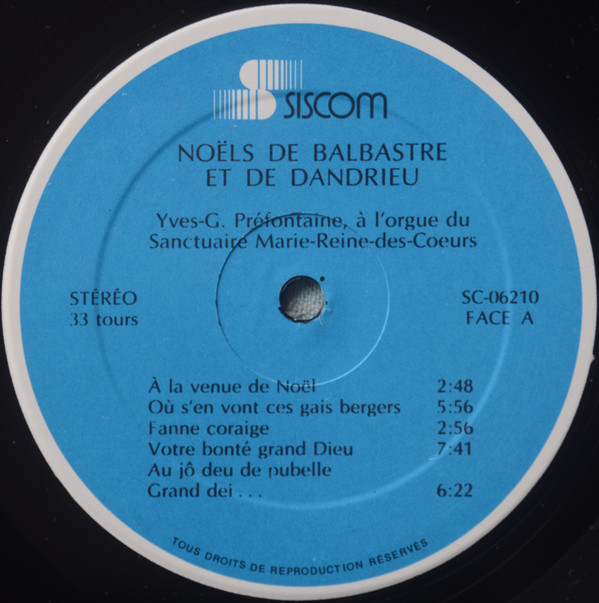 SISCOM
NOËLS DE BALBASTRE
ET DE DANDRIEU
Yves-G. Préfontaine, à l'orgue du
Sanctuaire Marie-Reine-des-Coeurs
STÉRÉO
33 tours
SC-06210
FACE A
À la venue de Noël 2:48
Où s'en vont ces gais bergers 5:56
Fanne coraige 2:56
Votre bonté grand Dieu 7:41
Au jô deu de pubelle
Grand dei . . . 6:22
TOUS DROITS DE REPRODUCTION RÉSERVÉS